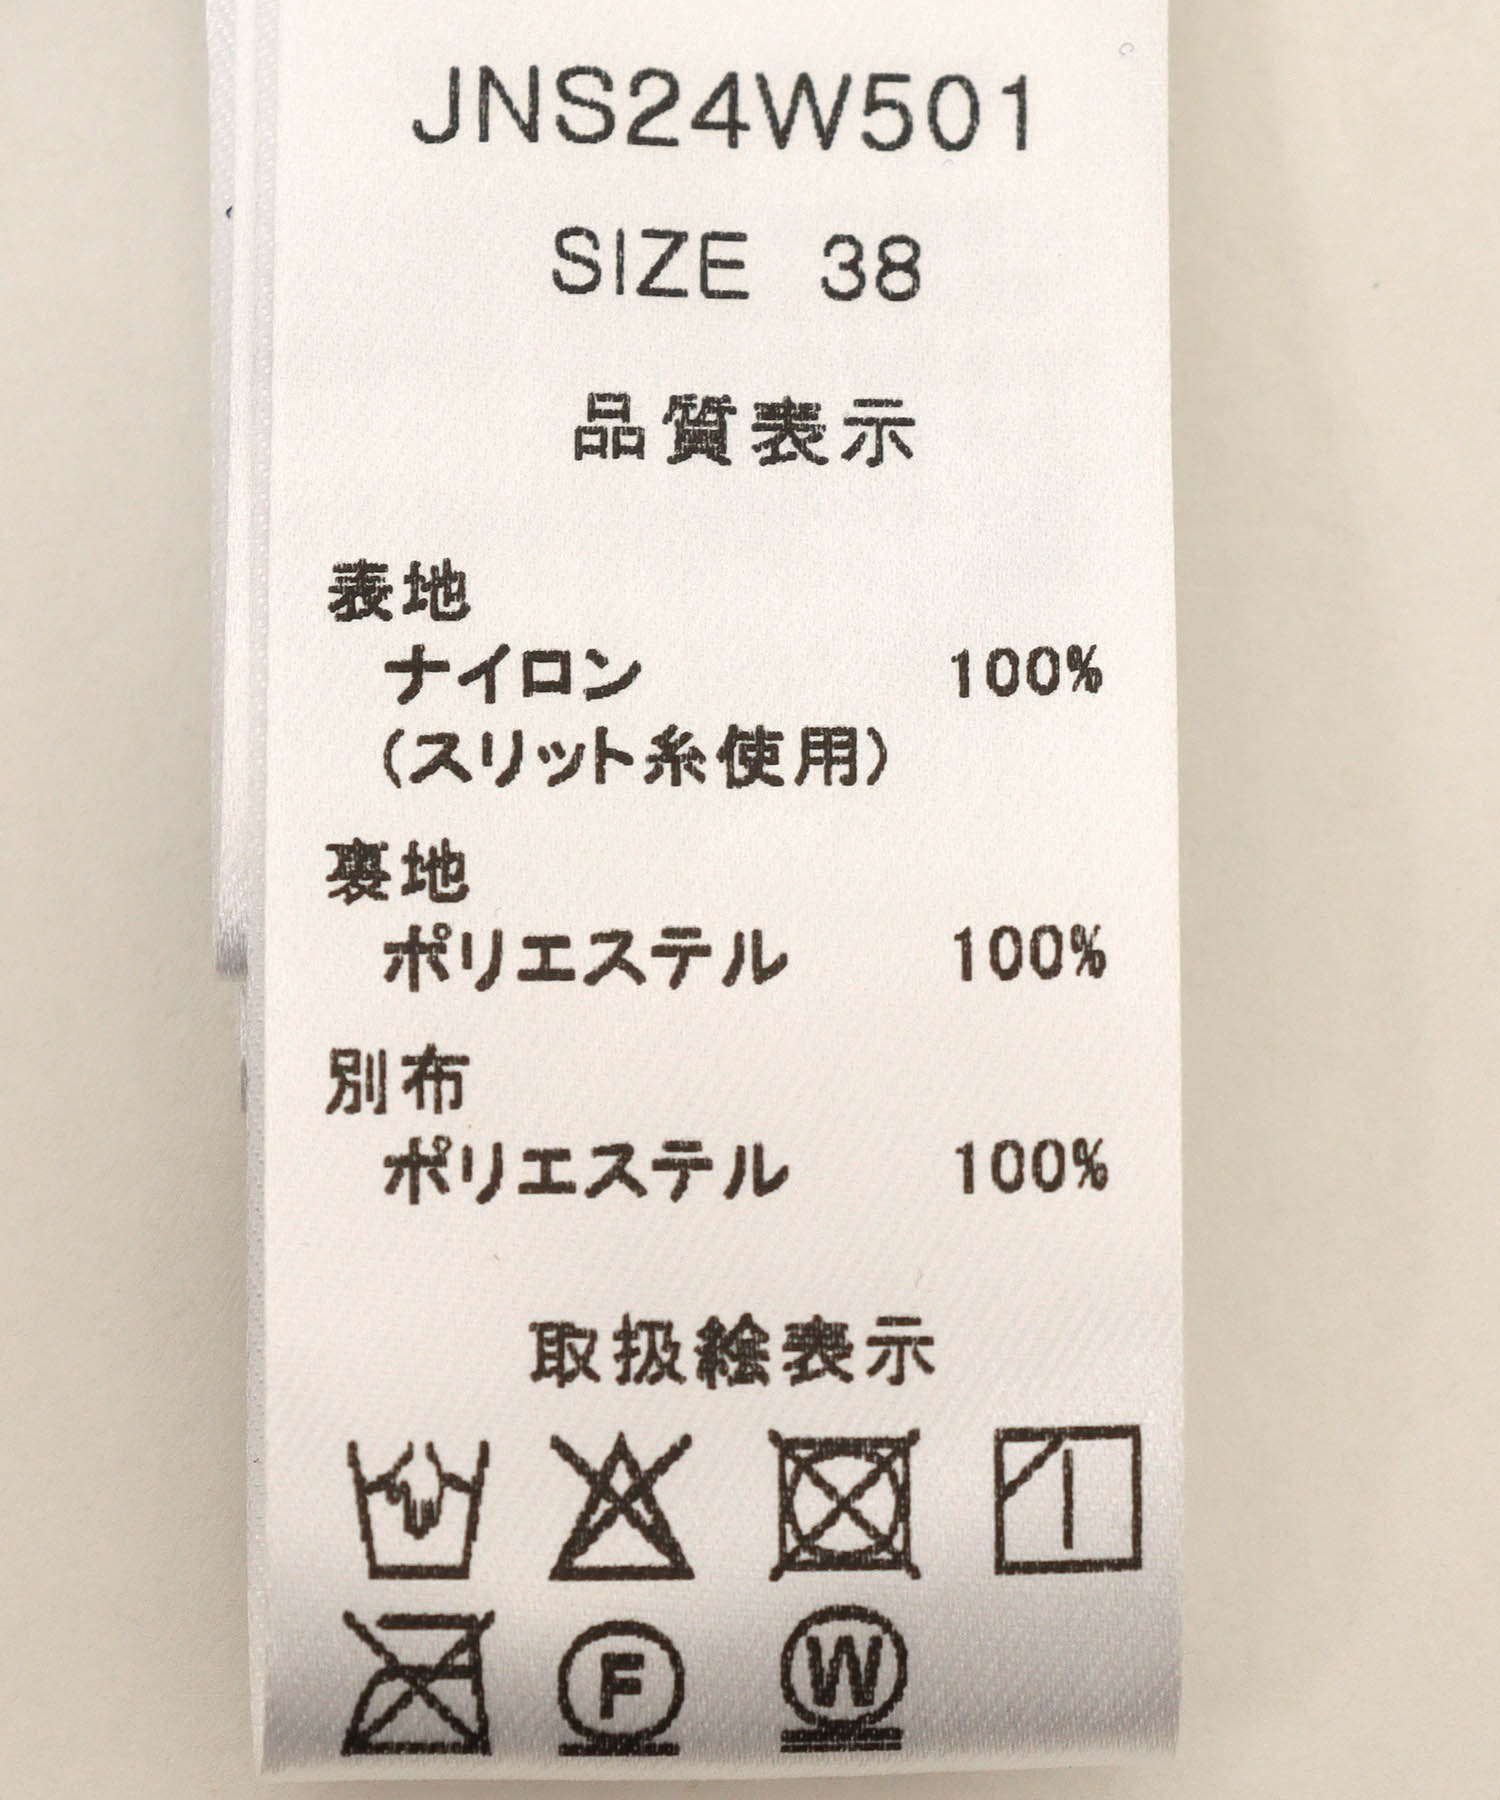 JNS24W501
SIZE 38
品質表示
表地
ナイロン 100%
(スリット糸使用)
裏地
ポリエステル 100%
別布
ポリエステル 100%
取扱絵表示
F W